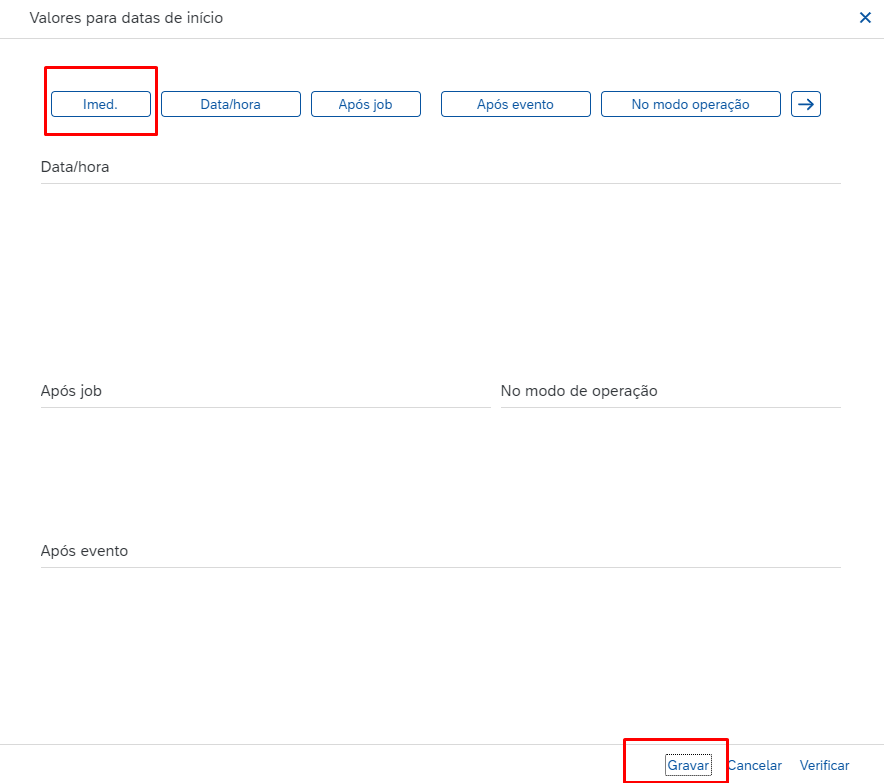 Valores para datas de início
Imed. Data/hora Após job Após evento No modo operação
Data/hora
Após job No modo de operação
Após evento
Gravar Cancelar Verificar